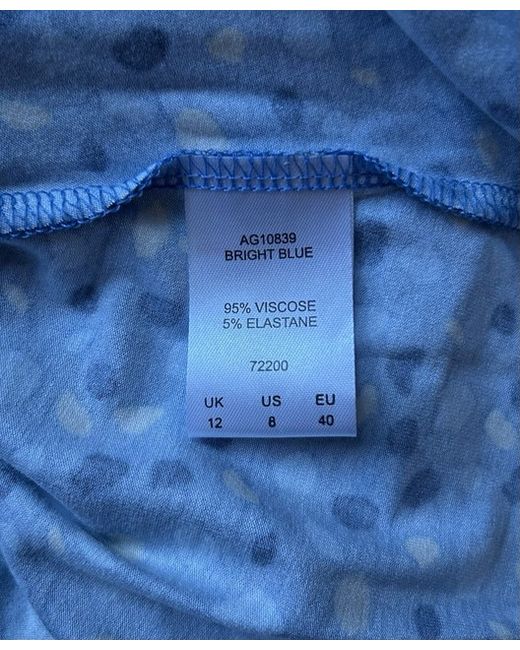 AG10839
BRIGHT BLUE
95% VISCOSE
5% ELASTANE
72200
UK US EU
12 8 40